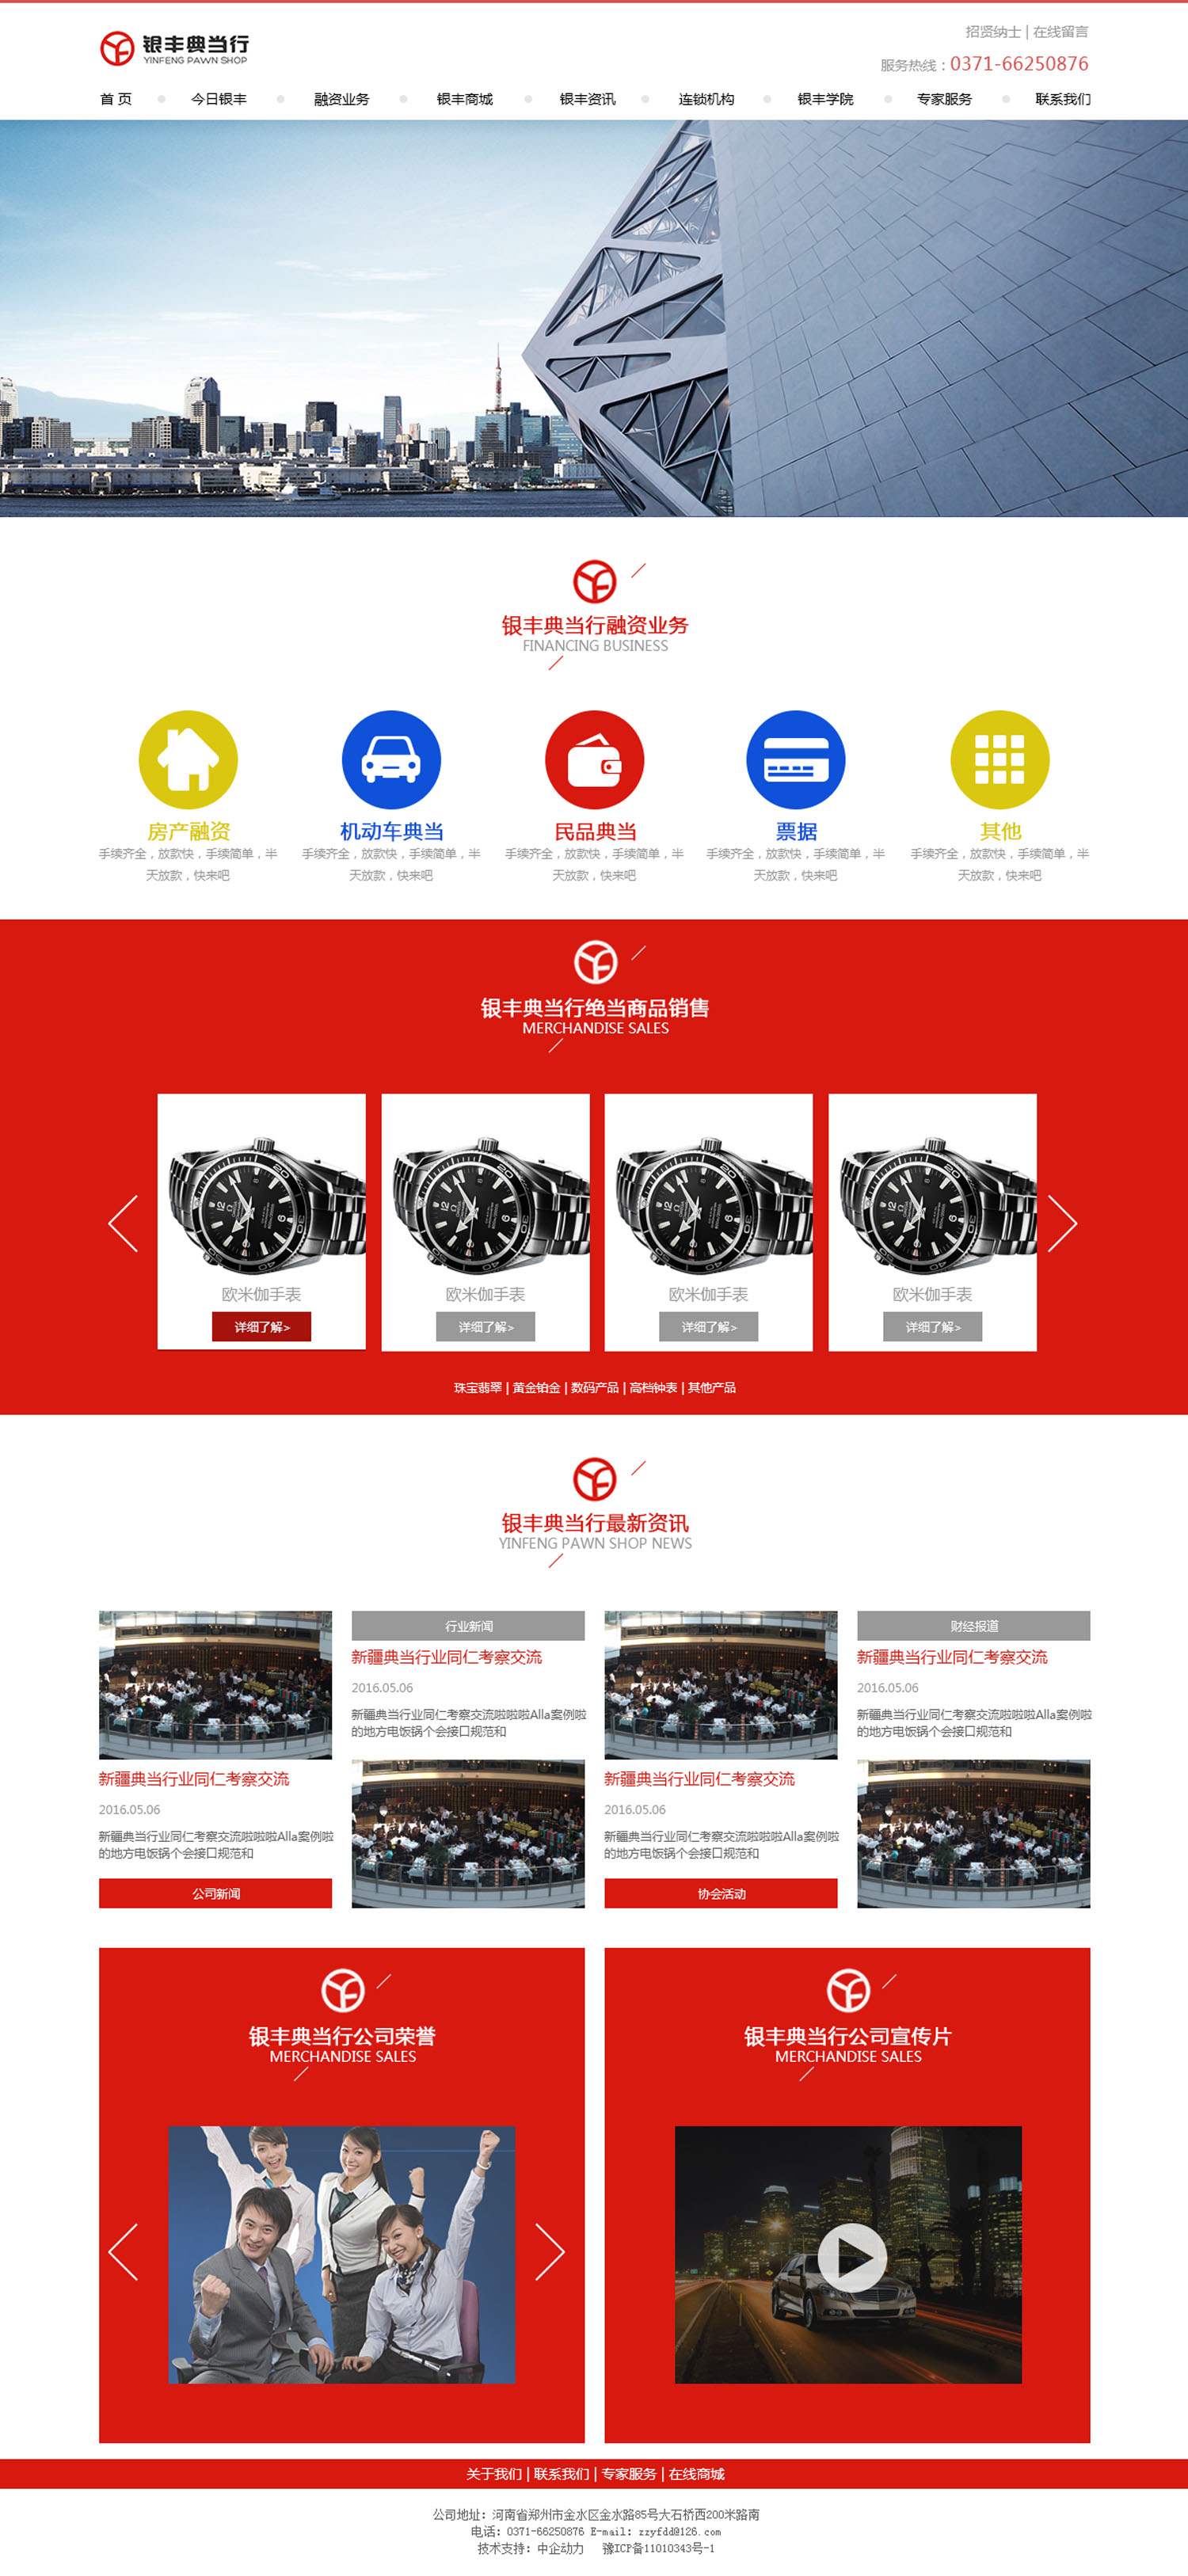 招贤纳士 | 在线留言
银丰典当行
YINFENG PAWN SHOP
服务热线：0371-66250876
首 页 今日银丰 融资业务 银丰商城 银丰资讯 连锁机构 银丰学院 专家服务 联系我们
银丰典当行融资业务
FINANCING BUSINESS
房产融资
手续齐全，放款快，手续简单，半
天放款，快来吧
机动车典当
手续齐全，放款快，手续简单，半
天放款，快来吧
民品典当
手续齐全，放款快，手续简单，半
天放款，快来吧
票据
手续齐全，放款快，手续简单，半
天放款，快来吧
其他
手续齐全，放款快，手续简单，半
天放款，快来吧
银丰典当行绝当商品销售
MERCHANDISE SALES
欧米伽手表
详细了解>
欧米伽手表
详细了解>
欧米伽手表
详细了解>
欧米伽手表
详细了解>
珠宝翡翠 | 黄金铂金 | 数码产品 | 高档钟表 | 其他产品
银丰典当行最新资讯
YINFENG PAWN SHOP NEWS
新疆典当行业同仁考察交流
2016.05.06
新疆典当行业同仁考察交流啦啦啦Alla案例啦
的地方电饭锅个会接口规范和
公司新闻
行业新闻
新疆典当行业同仁考察交流
2016.05.06
新疆典当行业同仁考察交流啦啦啦Alla案例啦
的地方电饭锅个会接口规范和
新疆典当行业同仁考察交流
2016.05.06
新疆典当行业同仁考察交流啦啦啦Alla案例啦
的地方电饭锅个会接口规范和
协会活动
财经报道
新疆典当行业同仁考察交流
2016.05.06
新疆典当行业同仁考察交流啦啦啦Alla案例啦
的地方电饭锅个会接口规范和
银丰典当行公司荣誉
MERCHANDISE SALES
银丰典当行公司宣传片
MERCHANDISE SALES
关于我们 | 联系我们 | 专家服务 | 在线商城
公司地址：河南省郑州市金水区金水路85号大石桥西200米路南
电话：0371-66250876 E-mail：zzyfdd@126.com
技术支持：中企动力 豫ICP备11010343号-1